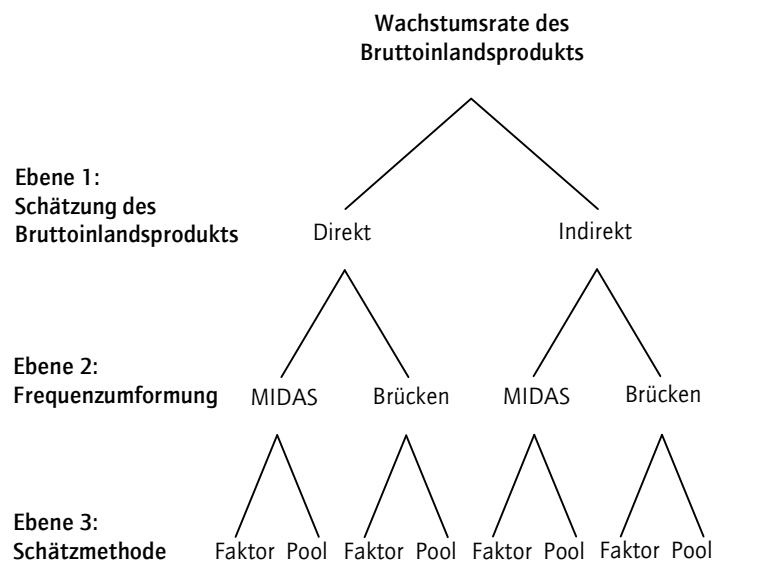 Wachstumsrate des
Bruttoinlandsprodukts
Ebene 1:
Schätzung des
Bruttoinlandsprodukts
Direkt
Indirekt
Ebene 2:
Frequenzumformung
MIDAS
Brücken
MIDAS
Brücken
Ebene 3:
Schätzmethode
Faktor Pool Faktor Pool Faktor Pool Faktor Pool